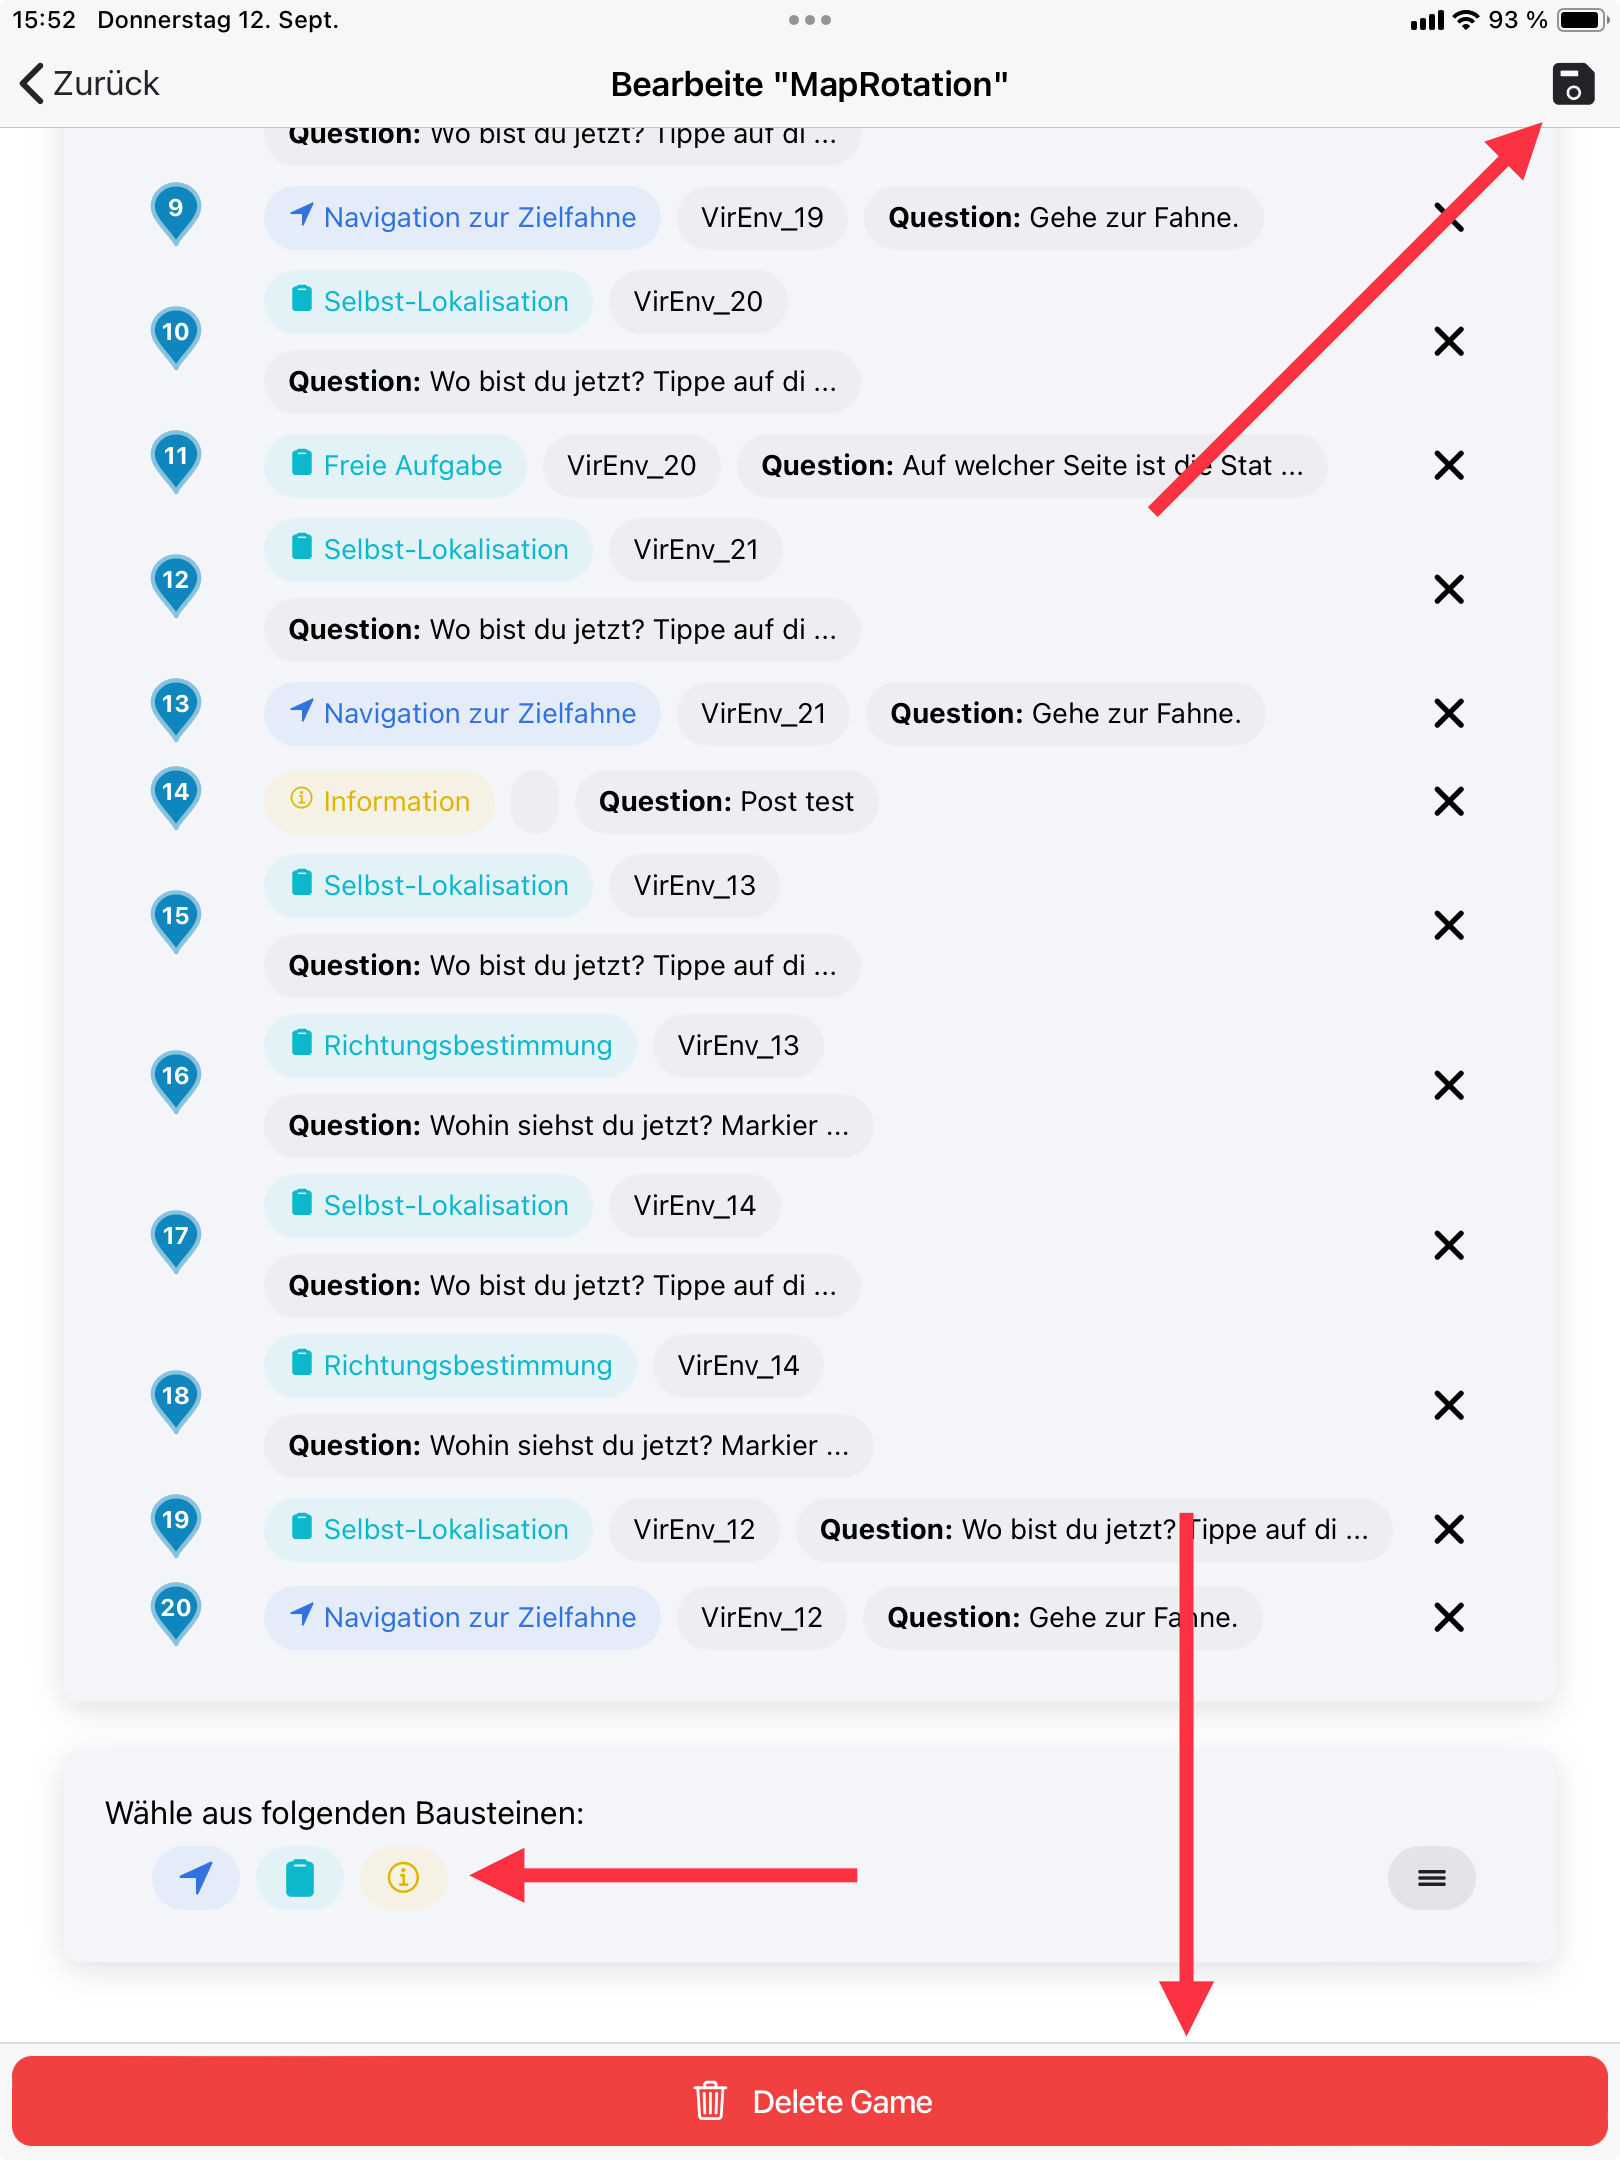 15:52 Donnerstag 12. Sept. 93 %
Zurück Bearbeite "MapRotation"
Question: Wo bist du jetzt? Tippe auf di ...
9 Navigation zur Zielfahne VirEnv_19 Question: Gehe zur Fahne.
Selbst-Lokalisation VirEnv_20
10
Question: Wo bist du jetzt? Tippe auf di ...
11 Freie Aufgabe VirEnv_20 Question: Auf welcher Seite ist die Stat ...
Selbst-Lokalisation VirEnv_21
12
Question: Wo bist du jetzt? Tippe auf di ...
13 Navigation zur Zielfahne VirEnv_21 Question: Gehe zur Fahne.
14 Information Question: Post test
Selbst-Lokalisation VirEnv_13
15
Question: Wo bist du jetzt? Tippe auf di ...
Richtungsbestimmung VirEnv_13
16
Question: Wohin siehst du jetzt? Markier ...
Selbst-Lokalisation VirEnv_14
17
Question: Wo bist du jetzt? Tippe auf di ...
Richtungsbestimmung VirEnv_14
18
Question: Wohin siehst du jetzt? Markier ...
19 Selbst-Lokalisation VirEnv_12 Question: Wo bist du jetzt? Tippe auf di ...
20 Navigation zur Zielfahne VirEnv_12 Question: Gehe zur Fahne.
Wähle aus folgenden Bausteinen:
Delete Game